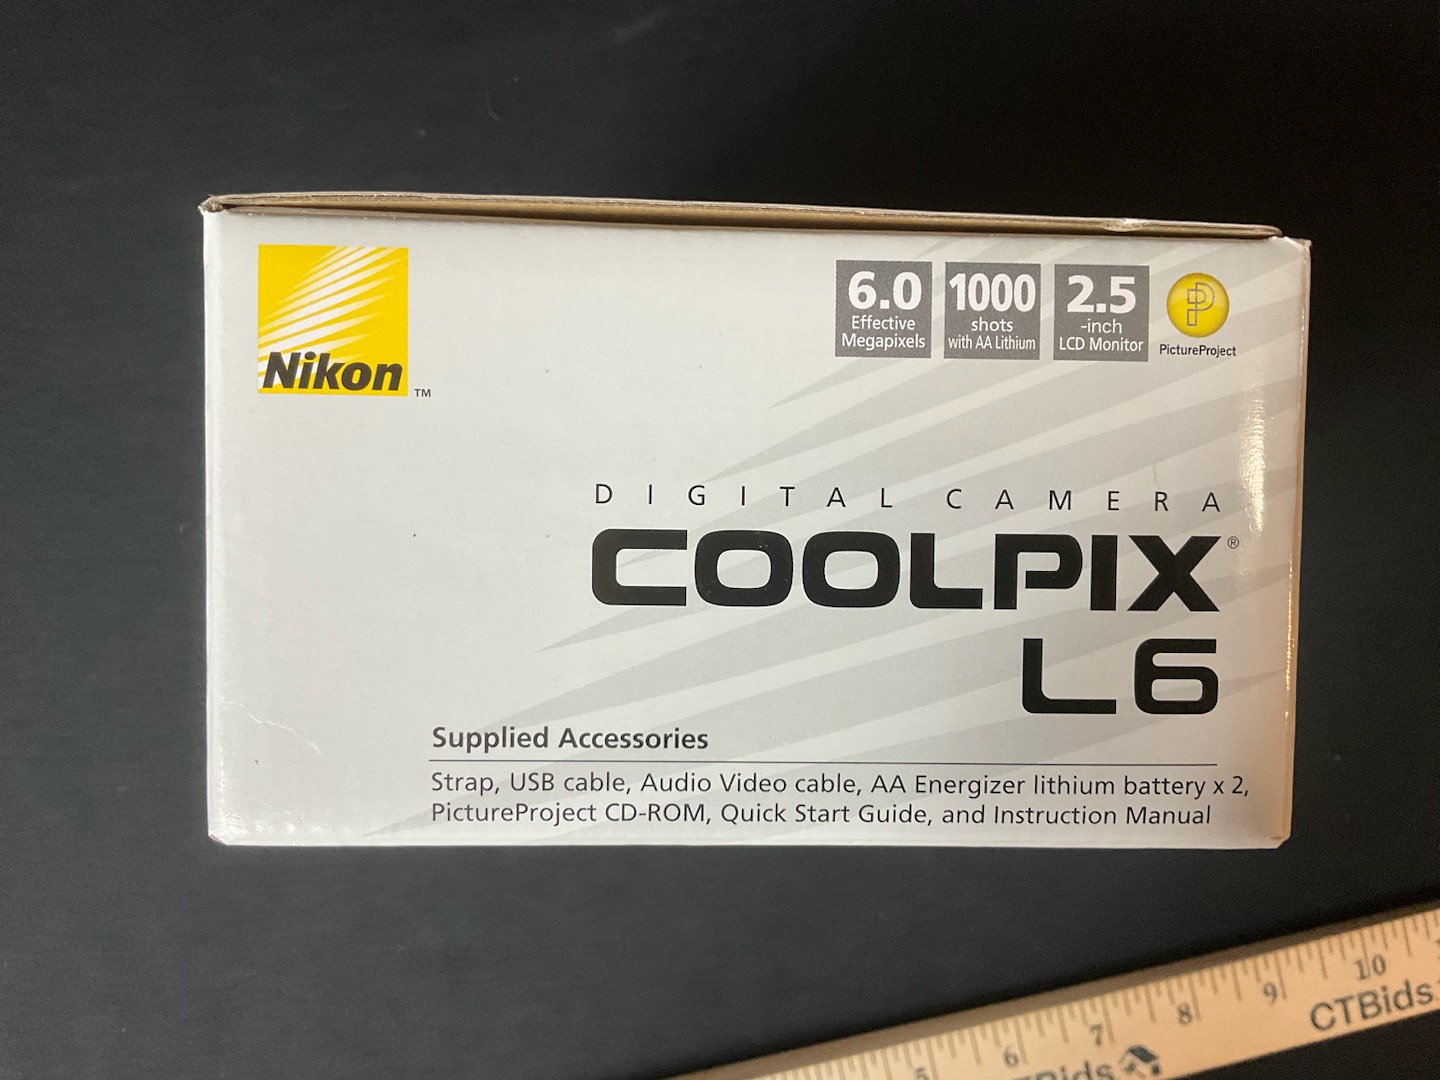 Nikon™
6.0
Effective
Megapixels
1000
shots
with AA Lithium
2.5
-inch
LCD Monitor
PictureProject
DIGITAL CAMERA
COOLPIX®
L6
Supplied Accessories
Strap, USB cable, Audio Video cable, AA Energizer lithium battery x 2,
PictureProject CD-ROM, Quick Start Guide, and Instruction Manual
5 6 7 8 9 10
CTBids